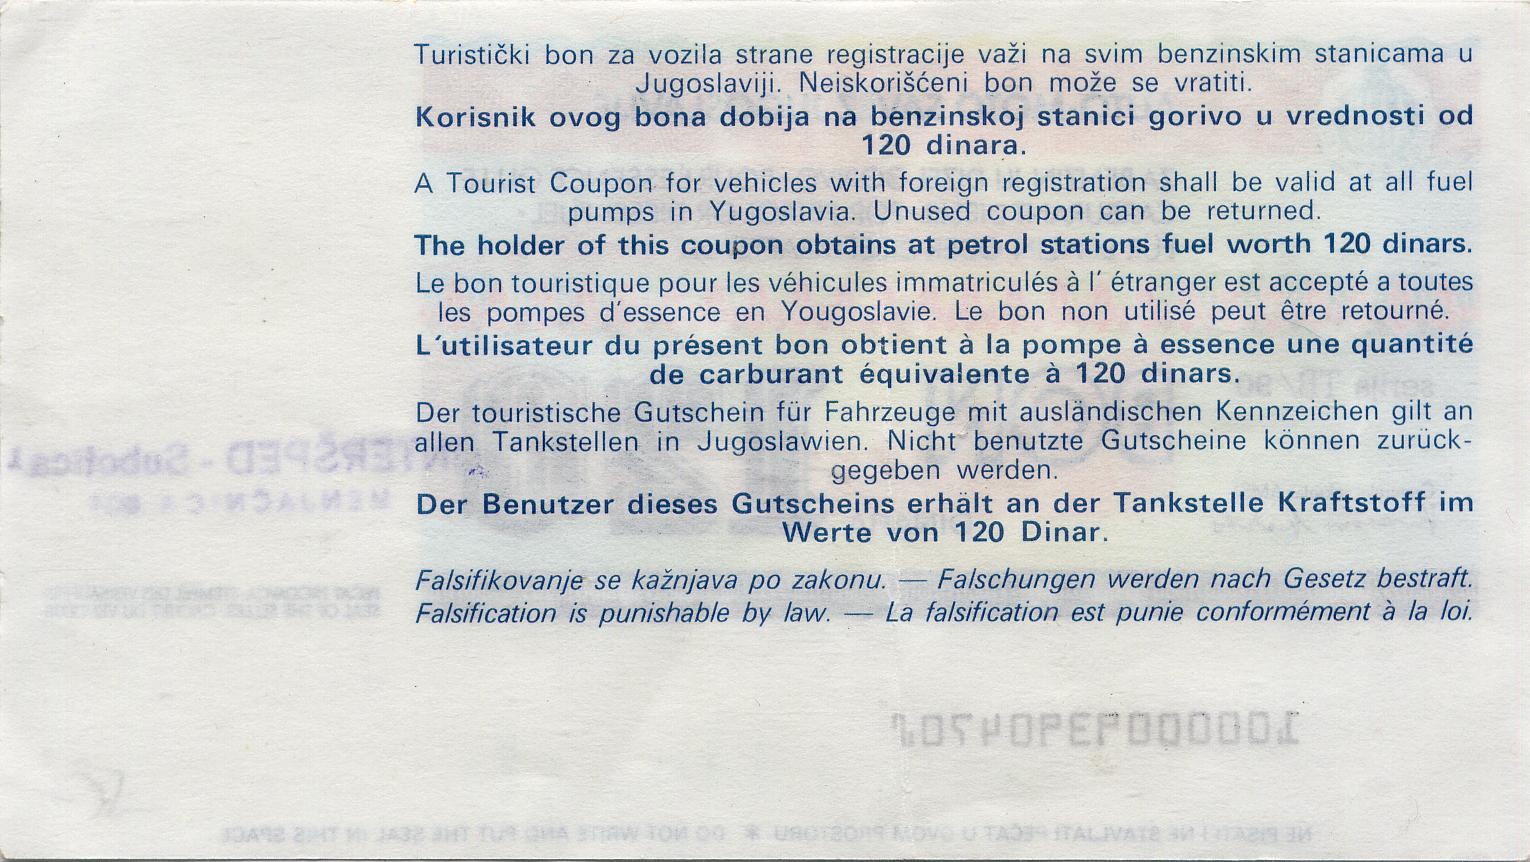 Turistički bon za vozila strane registracije važi na svim benzinskim stanicama u
Jugoslaviji. Neiskorišćeni bon može se vratiti.
Korisnik ovog bona dobija na benzinskoj stanici gorivo u vrednosti od
120 dinara.
A Tourist Coupon for vehicles with foreign registration shall be valid at all fuel
pumps in Yugoslavia. Unused coupon can be returned.
The holder of this coupon obtains at petrol stations fuel worth 120 dinars.
Le bon touristique pour les véhicules immatriculés à l' étranger est accepté a toutes
les pompes d'essence en Yougoslavie. Le bon non utilisé peut être retourné.
L'utilisateur du présent bon obtient à la pompe à essence une quantité
de carburant équivalente à 120 dinars.
Der touristische Gutschein für Fahrzeuge mit ausländischen Kennzeichen gilt an
allen Tankstellen in Jugoslawien. Nicht benutzte Gutscheine können zurück-
gegeben werden.
Der Benutzer dieses Gutscheins erhält an der Tankstelle Kraftstoff im
Werte von 120 Dinar.
Falsifikovanje se kažnjava po zakonu. — Falschungen werden nach Gesetz bestraft.
Falsification is punishable by law. — La falsification est punie conformément à la loi.